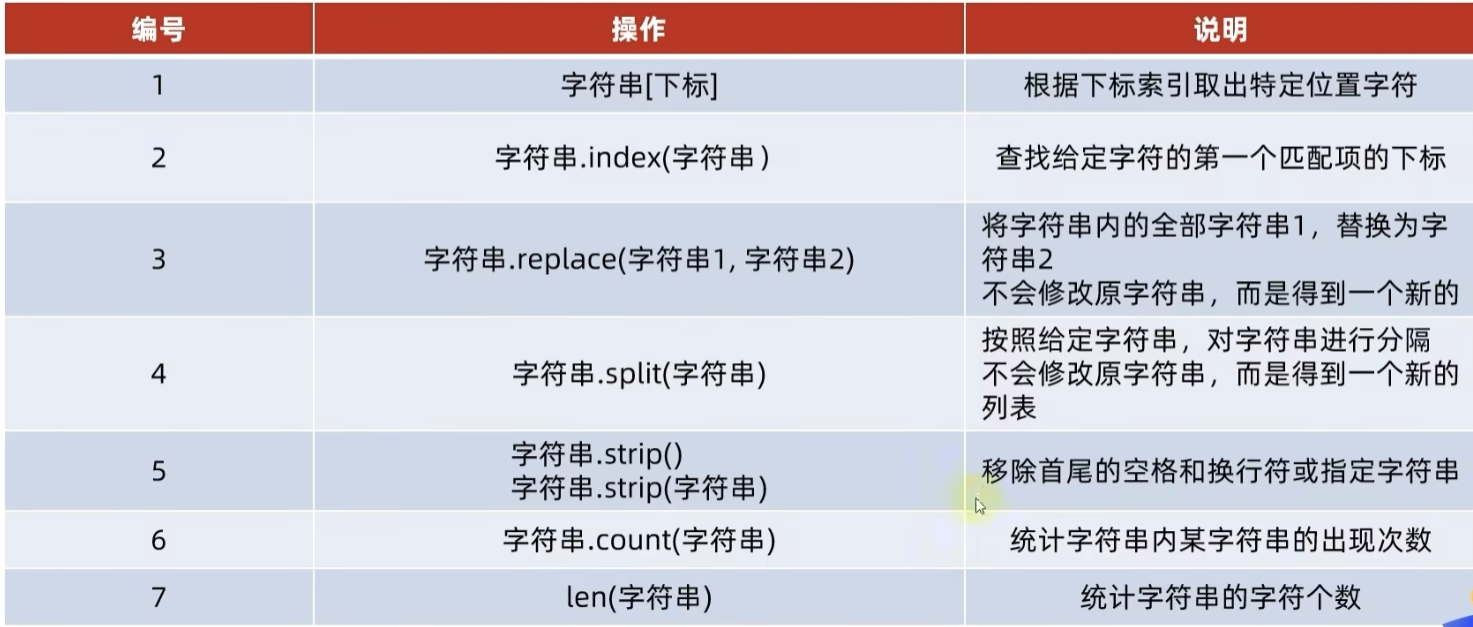 编号 操作 说明
1 字符串[下标] 根据下标索引取出特定位置字符
2 字符串.index(字符串) 查找给定字符的第一个匹配项的下标
3 字符串.replace(字符串1, 字符串2) 将字符串内的全部字符串1，替换为字
符串2
不会修改原字符串，而是得到一个新的
4 字符串.split(字符串) 按照给定字符串，对字符串进行分隔
不会修改原字符串，而是得到一个新的
列表
5 字符串.strip()
字符串.strip(字符串) 移除首尾的空格和换行符或指定字符串
6 字符串.count(字符串) 统计字符串内某字符串的出现次数
7 len(字符串) 统计字符串的字符个数